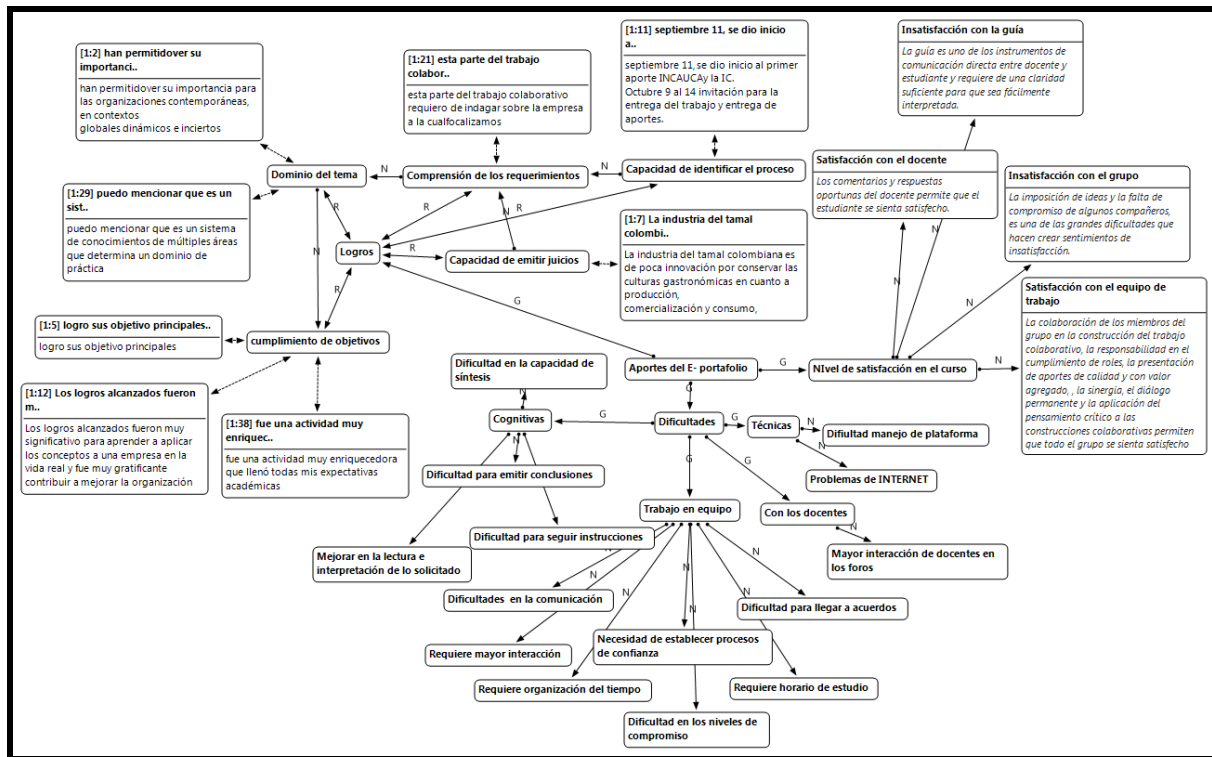 [1:2] han permitidover su
importanci..
han permitidover su importancia para
las organizaciones contemporáneas,
en contextos
globales dinámicos e inciertos
[1:21] esta parte del trabajo
colabor..
esta parte del trabajo colaborativo
requiero de indagar sobre la empresa
a la cualfocalizamos
[1:11] septiembre 11, se dio inicio
a..
septiembre 11, se dio inicio al primer
aporte INCAUCAy la IC.
Octubre 9 al 14 invitación para la
entrega del trabajo y entrega de
aportes.
Insatisfacción con la guía
La guía es uno de los instrumentos de
comunicación directa entre docente y
estudiante y requiere de una claridad
suficiente para que sea fácilmente
interpretada.
Satisfacción con el docente
Los comentarios y respuestas
oportunas del docente permite que el
estudiante se sienta satisfecho.
Insatisfacción con el grupo
La imposición de ideas y la falta de
compromiso de algunos compañeros,
es una de las grandes dificultades que
hacen crear sentimientos de
insatisfacción.
Dominio del tema
N
Comprensión de los requerimientos
N
Capacidad de identificar el proceso
[1:29] puedo mencionar que es un
sist..
puedo mencionar que es un sistema
de conocimientos de múltiples áreas
que determina un dominio de
práctica
R
R
N
R
N
Logros
R
Capacidad de emitir juicios
[1:7] La industria del tamal
colombi..
La industria del tamal colombiana es
de poca innovación por conservar las
culturas gastronómicas en cuanto a
producción,
comercialización y consumo,
N
N
N
Satisfacción con el equipo de
trabajo
La colaboración de los miembros del
grupo en la construcción del trabajo
colaborativo, la responsabilidad en el
cumplimiento de roles, la presentación
de aportes de calidad y con valor
agregado, , la sinergia, el diálogo
permanente y la aplicación del
pensamiento crítico a las
construcciones colaborativas permiten
que todo el grupo se sienta satisfecho
R
G
[1:5] logro sus objetivo principales..
logro sus objetivo principales
cumplimiento de objetivos
Dificultad en la capacidad de
síntesis
Aportes del E- portafolio
G
NIvel de satisfacción en el curso
N
[1:12] Los logros alcanzados fueron
m..
Los logros alcanzados fueron muy
significativo para aprender a aplicar
los conceptos a una empresa en la
vida real y fue muy gratificante
contribuir a mejorar la organización
[1:38] fue una actividad muy
enriquec..
fue una actividad muy enriquecedora
que llenó todas mis expectativas
académicas
N
G
Cognitivas
G
Dificultades
G
Técnicas
N
Difiultad manejo de plataforma
N
N
Dificultad para emitir conclusiones
G
G
Problemas de INTERNET
Trabajo en equipo
Con los docentes
Dificultad para seguir instrucciones
N
Mejorar en la lectura e
interpretación de lo solicitado
Mayor interacción de docentes en
los foros
N
N
N
N
Dificultades  en la comunicación
N
N
N
Dificultad para llegar a acuerdos
Requiere mayor interacción
Necesidad de establecer procesos
de confianza
Requiere organización del tiempo
Requiere horario de estudio
Dificultad en los niveles de
compromiso